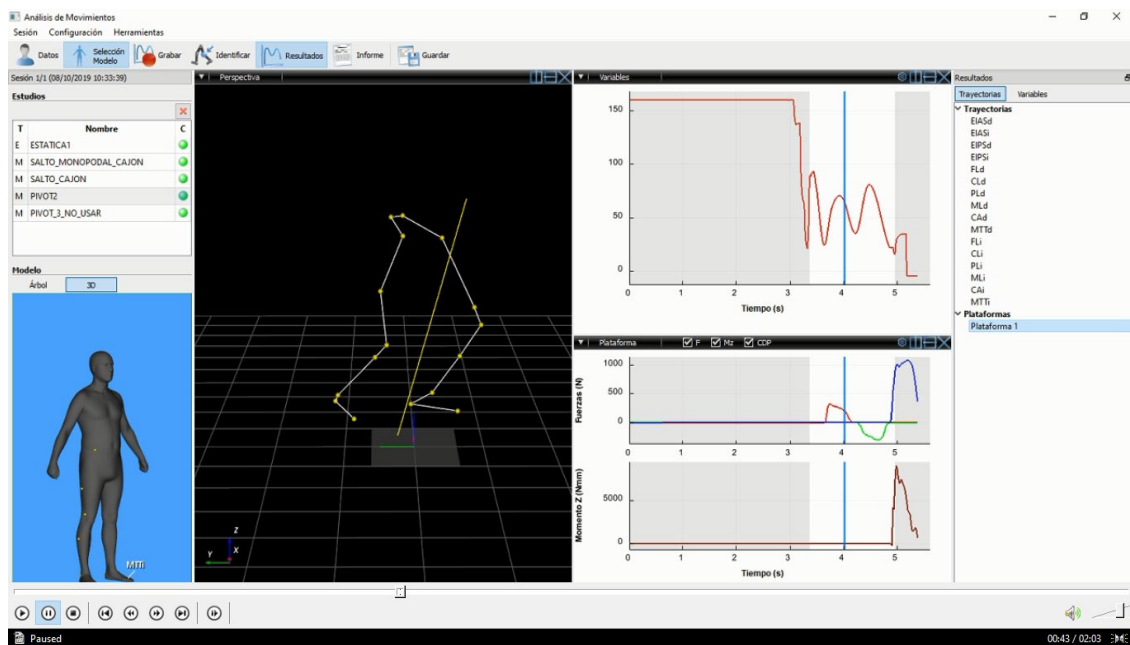 Análisis de Movimientos
Sesión Configuración Herramientas
Datos Selección Modelo Grabar Identificar Resultados Informe Guardar
Sesión 1/1 (08/10/2019 10:33:39)
Estudios
T Nombre C
E ESTATICA1
M SALTO_MONOPODAL_CAJON
M SALTO_CAJON
M PIVOT2
M PIVOT_3_NO_USAR
Modelo
Árbol 3D
MTTi
Perspectiva
Z
Y X
Variables
150
100
50
0
0 1 2 3 4 5
Tiempo (s)
Plataforma F Mz CDP
Fuerzas (N)
1000
500
0
0 1 2 3 4 5
Momento Z (Nmm)
5000
0
0 1 2 3 4 5
Tiempo (s)
Resultados
Trayectorias Variables
Trayectorias
EIASd
EIASi
EIPSd
EIPSi
FLd
CLd
PLd
MLd
CAd
MTTd
FLi
CLi
PLi
MLi
CAi
MTTi
Plataformas
Plataforma 1
Paused
00:43 / 02:03